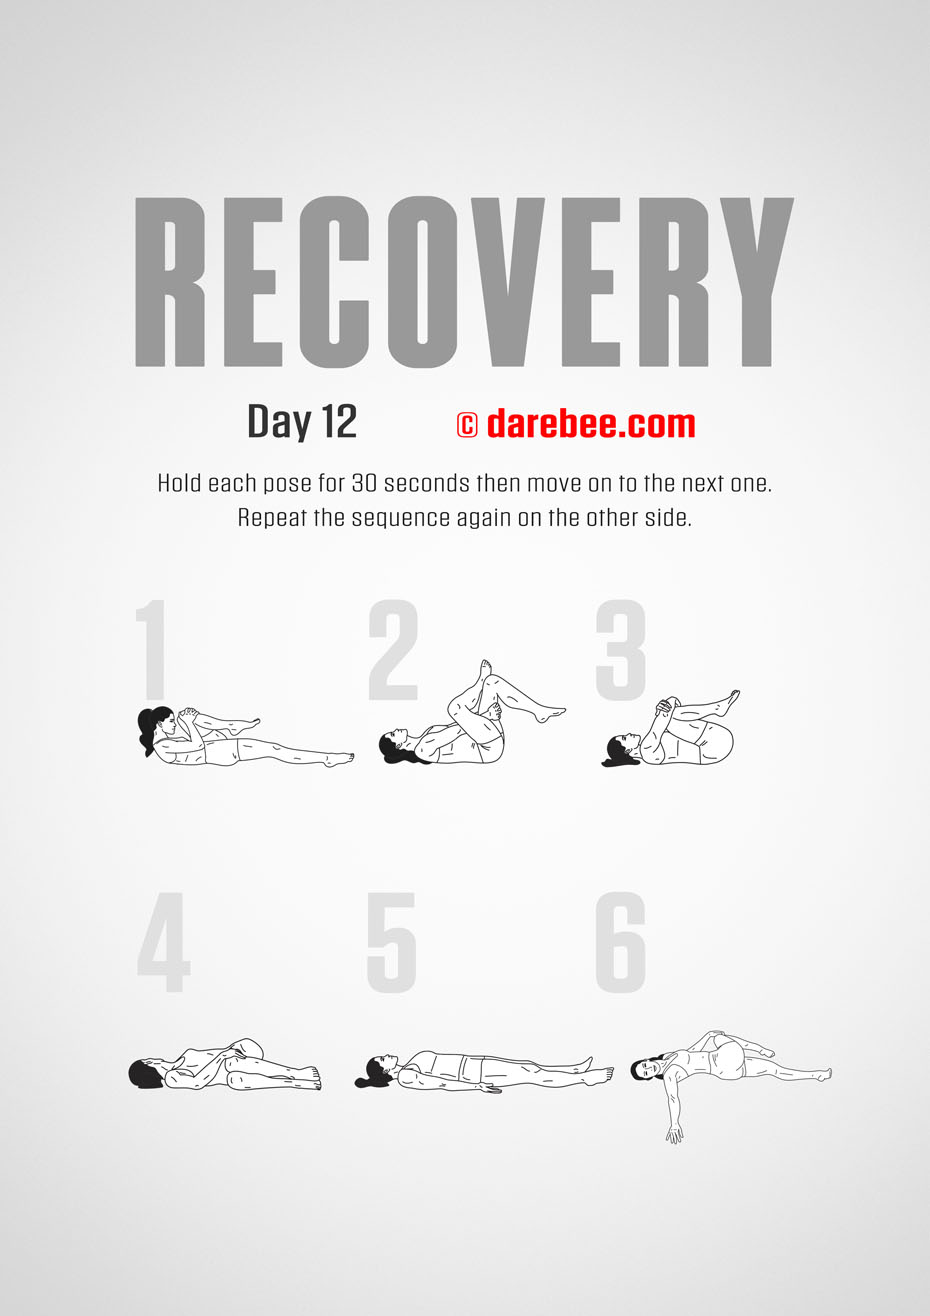 RECOVERY
Day 12 © darebee.com
Hold each pose for 30 seconds then move on to the next one.
Repeat the sequence again on the other side.
1 2 3
4 5 6